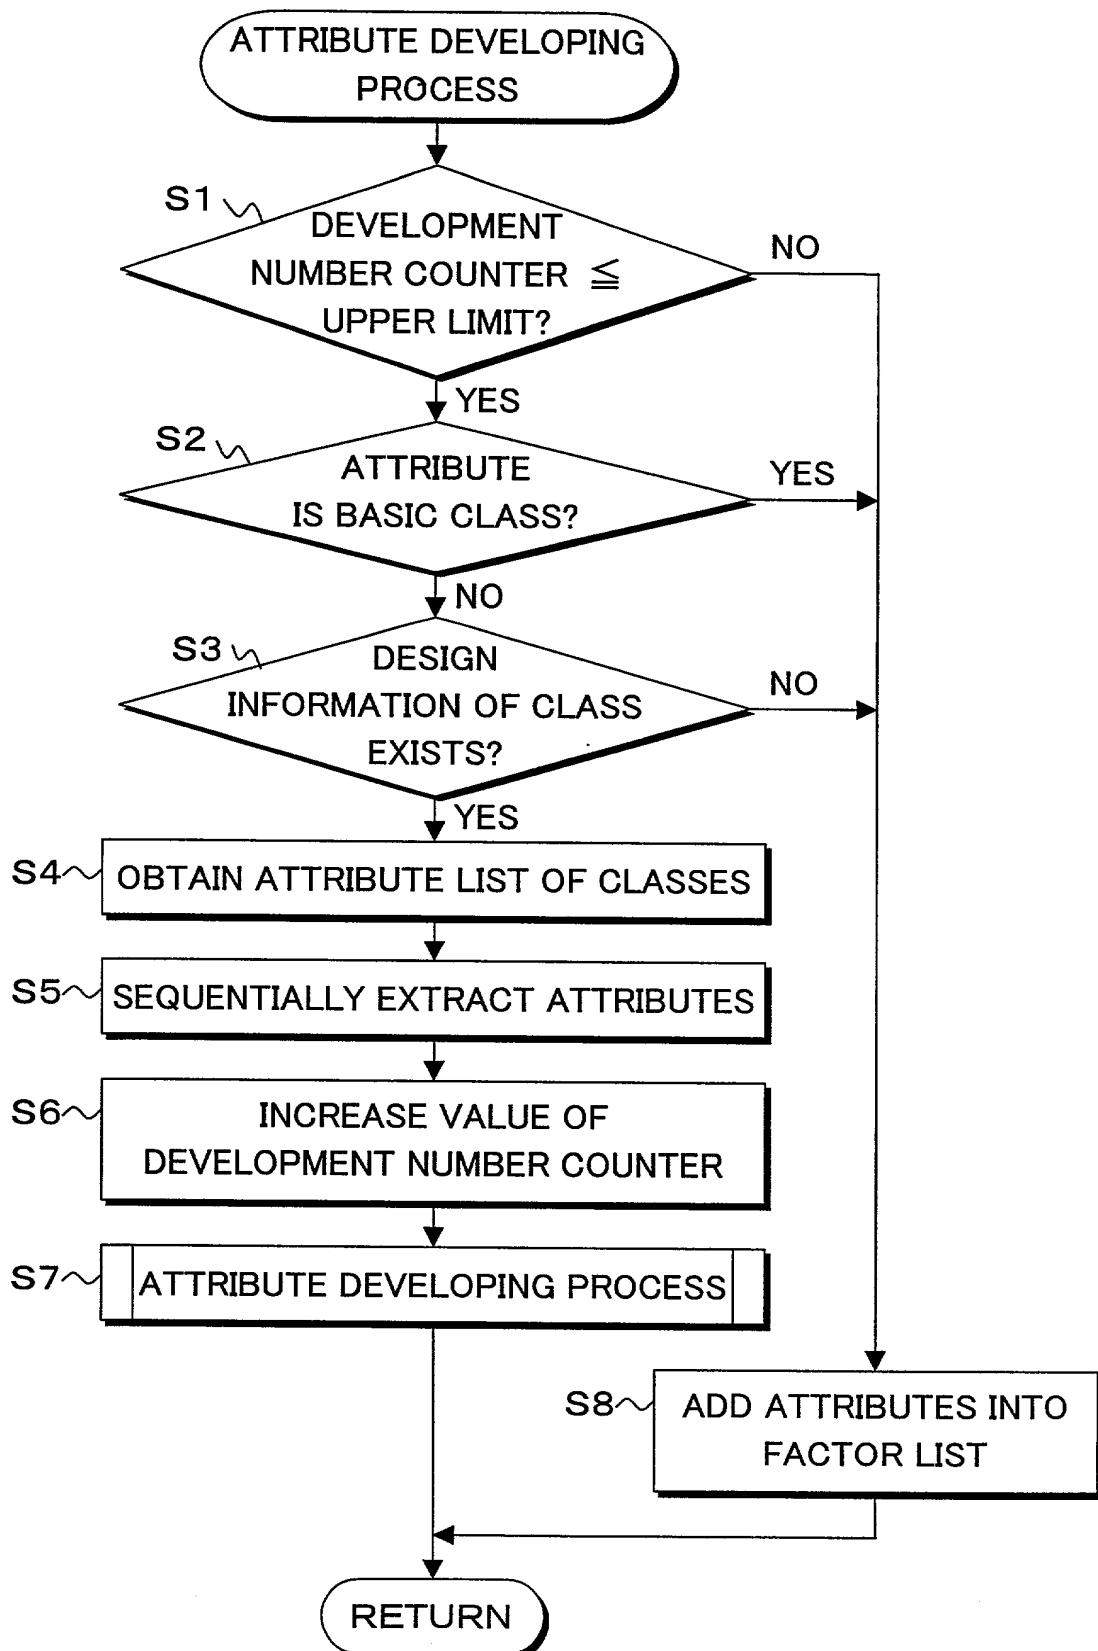 ATTRIBUTE DEVELOPING
PROCESS
S1
DEVELOPMENT
NUMBER COUNTER ≦
UPPER LIMIT?
NO
YES
S2
ATTRIBUTE
IS BASIC CLASS?
YES
NO
S3
DESIGN
INFORMATION OF CLASS
EXISTS?
NO
YES
S4
OBTAIN ATTRIBUTE LIST OF CLASSES
S5
SEQUENTIALLY EXTRACT ATTRIBUTES
S6
INCREASE VALUE OF
DEVELOPMENT NUMBER COUNTER
S7
ATTRIBUTE DEVELOPING PROCESS
S8
ADD ATTRIBUTES INTO
FACTOR LIST
RETURN